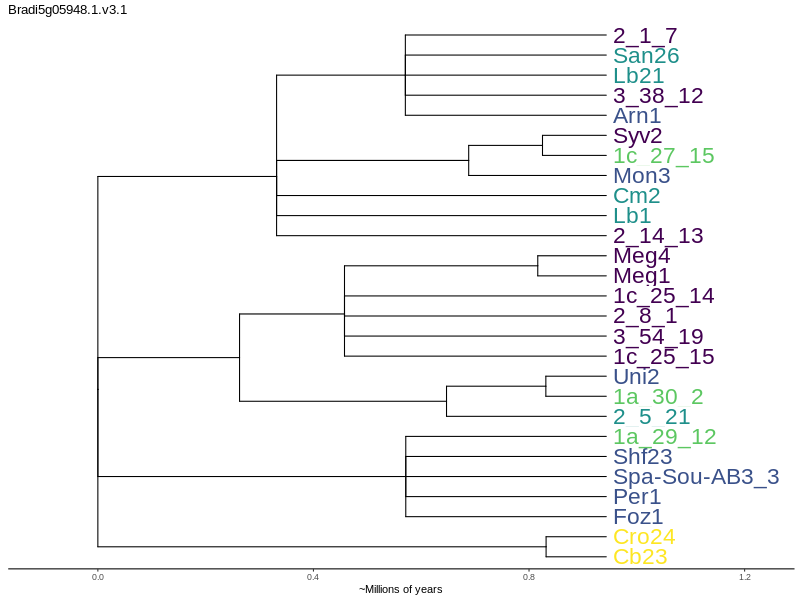 Bradi5g05948.1.v3.1
2_1_7
San26
Lb21
3_38_12
Arn1
Syv2
1c_27_15
Mon3
Cm2
Lb1
2_14_13
Meg4
Meg1
1c_25_14
2_8_1
3_54_19
1c_25_15
Uni2
1a_30_2
2_5_21
1a_29_12
Shf23
Spa-Sou-AB3_3
Per1
Foz1
Cro24
Cb23
0.0 0.4 0.8 1.2
~Millions of years